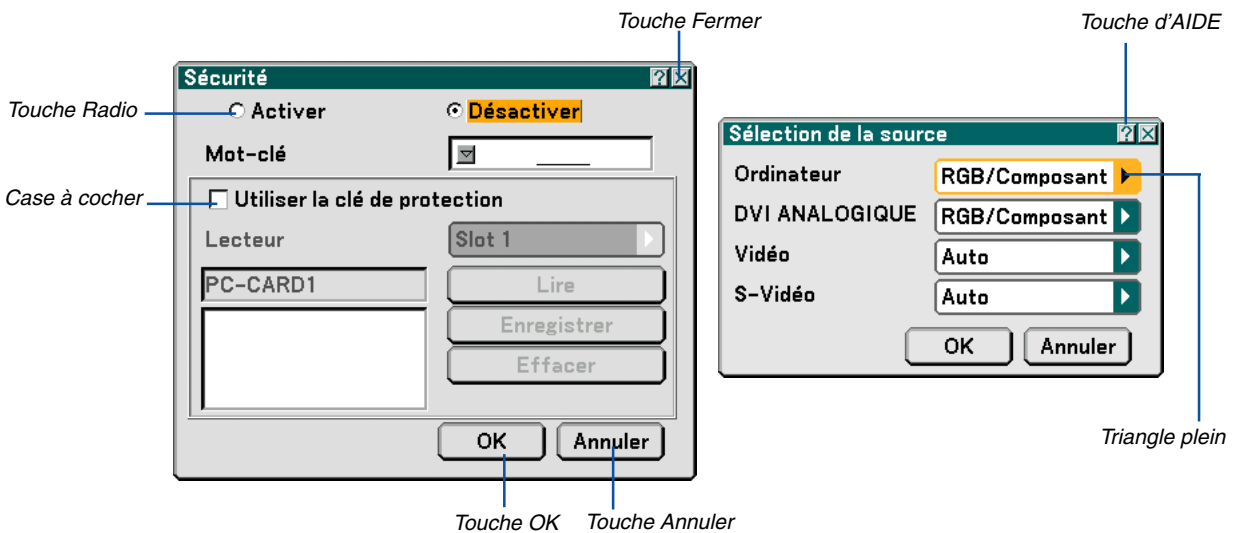 Touche Fermer
Touche d'AIDE
Sécurité
Touche Radio
Activer
Désactiver
Mot-clé
Case à cocher
Utiliser la clé de protection
Lecteur
Slot 1
PC-CARD1
Lire
Enregistrer
Effacer
OK
Annuler
Touche OK
Touche Annuler
Sélection de la source
Ordinateur
RGB/Composant
DVI ANALOGIQUE
RGB/Composant
Vidéo
Auto
S-Vidéo
Auto
OK
Annuler
Triangle plein